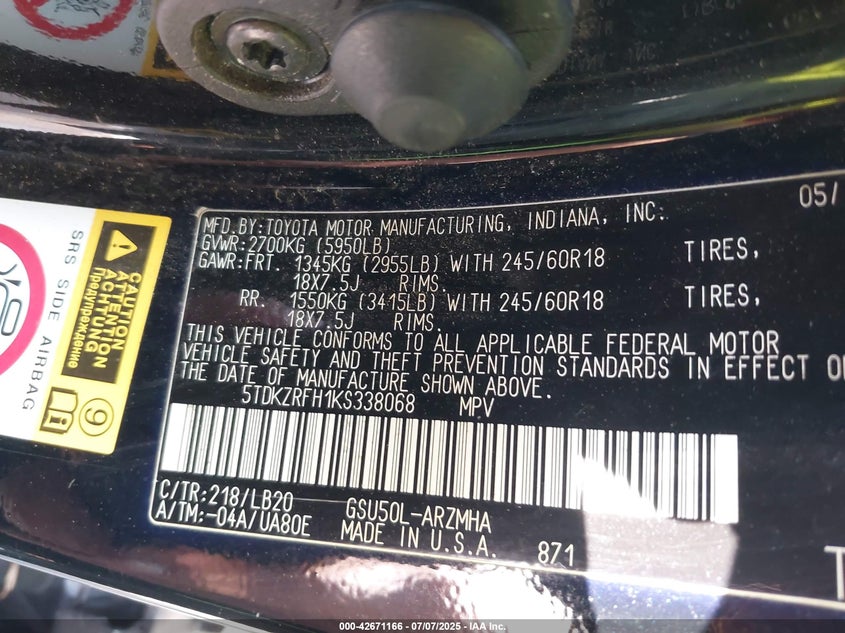 MFD. BY: TOYOTA MOTOR MANUFACTURING, INDIANA, INC. 05/
GVWR: 2700KG (5950LB)
GAWR: FRT. 1345KG (2955LB) WITH 245/60R18 TIRES,
18X7.5J RIMS.
RR. 1550KG (3415LB) WITH 245/60R18 TIRES,
18X7.5J RIMS.
THIS VEHICLE CONFORMS TO ALL APPLICABLE FEDERAL MOTOR
VEHICLE SAFETY AND THEFT PREVENTION STANDARDS IN EFFECT O
THE DATE OF MANUFACTURE SHOWN ABOVE.
5TDKZRFH1KS338068 MPV
C/TR: 218/LB20 GSU50L-ARZMHA
A/TM: -04A/UA80E MADE IN U.S.A. 871
T
SRS SIDE AIRBAG
CAUTION
ATTENTION
ACHTUNG
Предупреждение
9
000-42671166 / 07/07/2025 - IAA Inc.